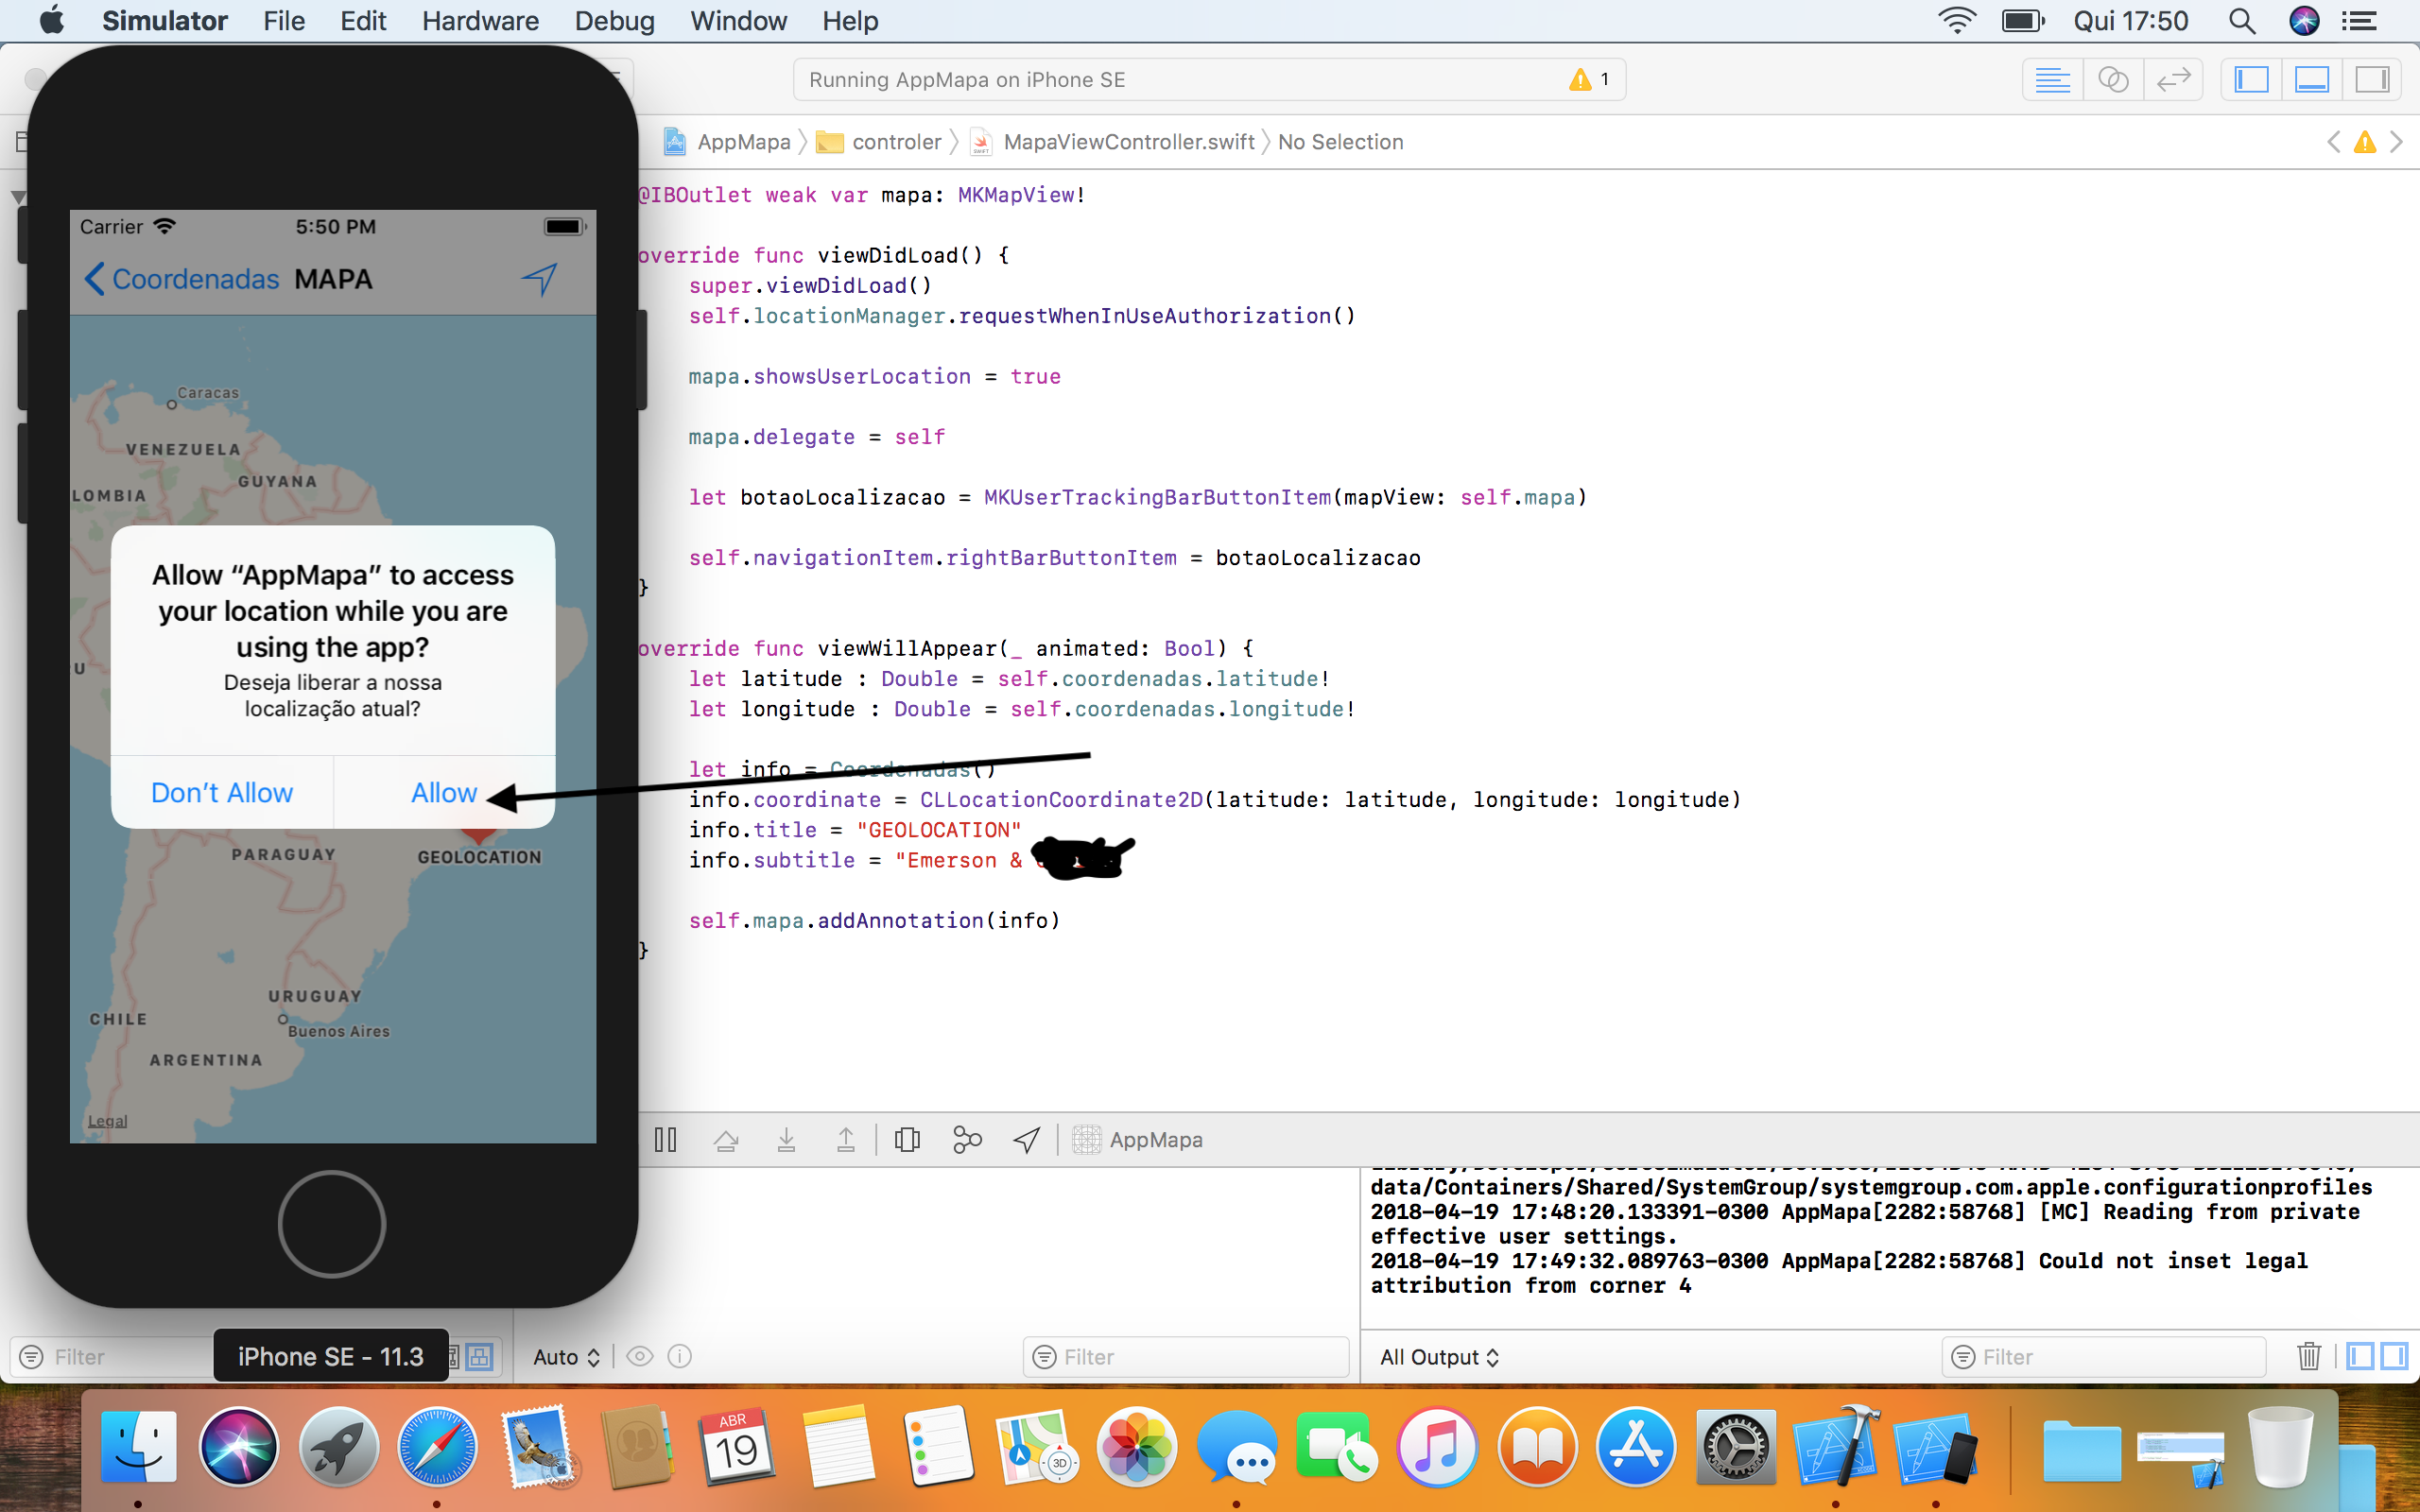 Simulator File Edit Hardware Debug Window Help Qui 17:50
Running AppMapa on iPhone SE 1
AppMapa controler MapaViewController.swift No Selection
Carrier 5:50 PM
Coordenadas MAPA
Caracas
VENEZUELA
GUYANA
LOMBIA
U
Allow “AppMapa” to access
your location while you are
using the app?
Deseja liberar a nossa
localização atual?
Don’t Allow Allow
PARAGUAY
GEOLOCATION
URUGUAY
CHILE
Buenos Aires
ARGENTINA
Legal
@IBOutlet weak var mapa: MKMapView!
override func viewDidLoad() {
super.viewDidLoad()
self.locationManager.requestWhenInUseAuthorization()
mapa.showsUserLocation = true
mapa.delegate = self
let botaoLocalizacao = MKUserTrackingBarButtonItem(mapView: self.mapa)
self.navigationItem.rightBarButtonItem = botaoLocalizacao
}
override func viewWillAppear(_ animated: Bool) {
let latitude : Double = self.coordenadas.latitude!
let longitude : Double = self.coordenadas.longitude!
let info = Coordenadas()
info.coordinate = CLLocationCoordinate2D(latitude: latitude, longitude: longitude)
info.title = "GEOLOCATION"
info.subtitle = "Emerson &
self.mapa.addAnnotation(info)
}
AppMapa
data/Containers/Shared/SystemGroup/systemgroup.com.apple.configurationprofiles
2018-04-19 17:48:20.133391-0300 AppMapa[2282:58768] [MC] Reading from private
effective user settings.
2018-04-19 17:49:32.089763-0300 AppMapa[2282:58768] Could not inset legal
attribution from corner 4
Filter
iPhone SE - 11.3
Auto
Filter
All Output
Filter
ABR
19
3D